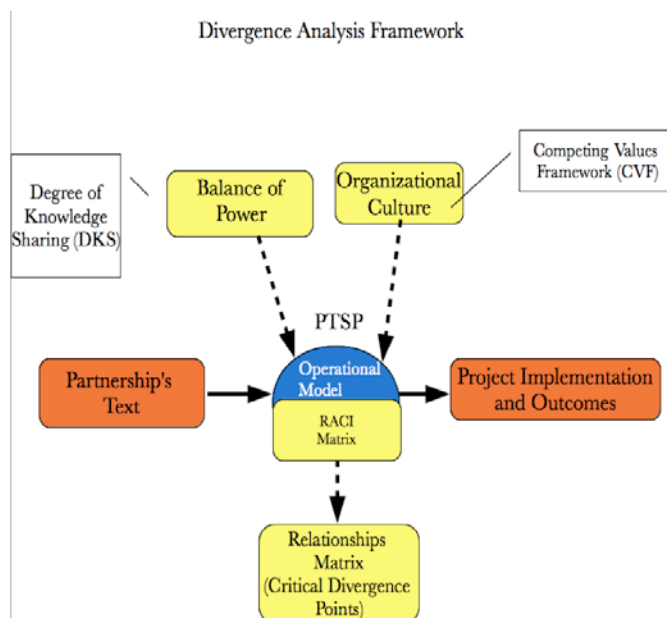 Divergence Analysis Framework
Degree of
Knowledge
Sharing (DKS)
Balance of
Power
Organizational
Culture
Competing Values
Framework (CVF)
PTSP
Partnership's
Text
Operational
Model
RACI
Matrix
Project Implementation
and Outcomes
Relationships
Matrix
(Critical Divergence
Points)